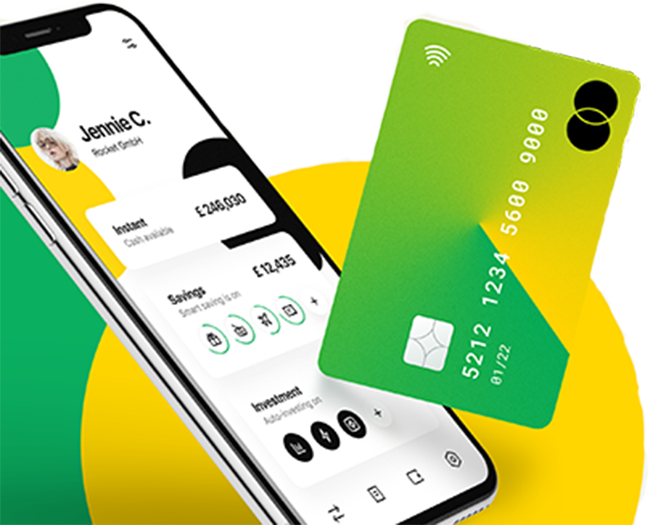 Jennie C.
Rocket GmbH
Instant
£246,030
Cash available
Savings
£12,435
Smart saving is on
+
Investment
Auto-investing on
+
5212 1234 5600 9000
01/22